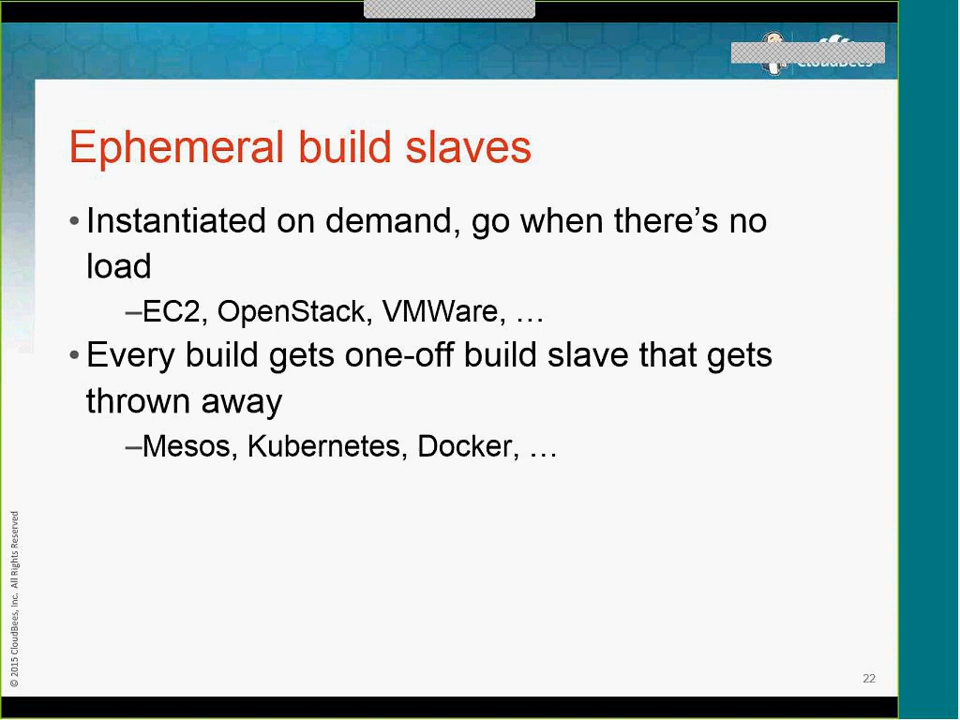 CloudBees
Ephemeral build slaves
• Instantiated on demand, go when there's no
load
–EC2, OpenStack, VMWare, …
• Every build gets one-off build slave that gets
thrown away
–Mesos, Kubernetes, Docker, …
© 2015 CloudBees, Inc. All Rights Reserved
22